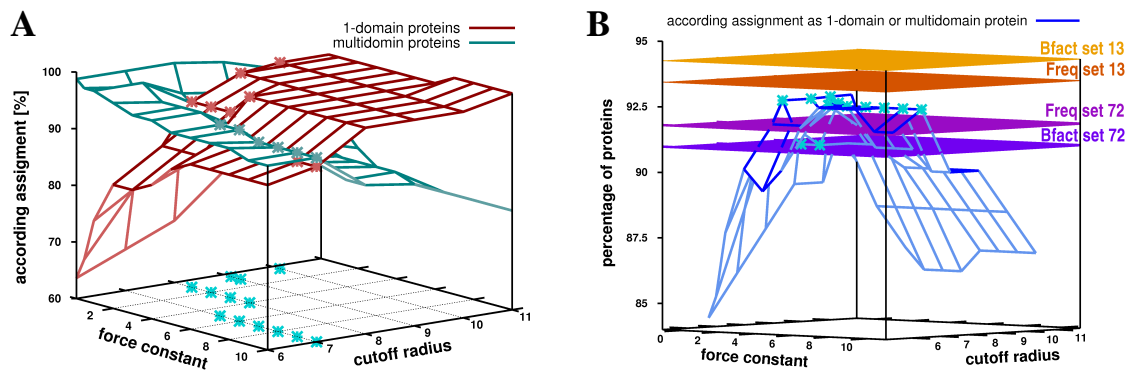 A
1-domain proteins
multidomin proteins
according assigment [%]
100
90
80
70
60
2
4
6
8
10
force constant
6
7
8
9
10
11
cutoff radius
B
according assignment as 1-domain or multidomain protein
percentage of proteins
95
92.5
90
87.5
85
Bfact set 13
Freq set 13
Freq set 72
Bfact set 72
0
2
4
6
8
10
force constant
6
7
8
9
10
11
cutoff radius